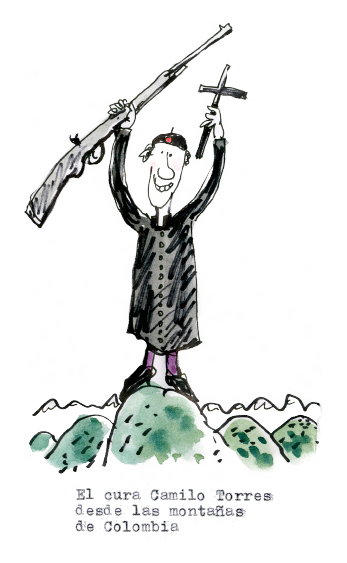 El cura Camilo Torres
desde las montañas
de Colombia